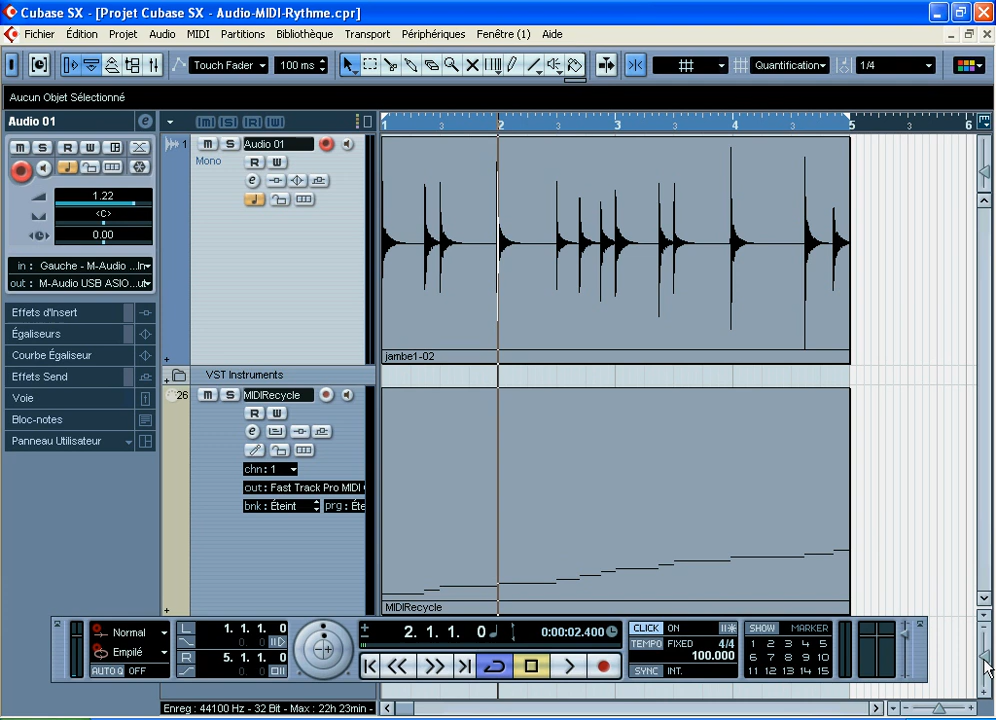 Cubase SX - [Projet Cubase SX - Audio-MIDI-Rythme.cpr]
Fichier Édition Projet Audio MIDI Partitions Bibliothèque Transport Périphériques Fenêtre (1) Aide
Touch Fader 100 ms Quantification 1/4
Aucun Objet Sélectionné
Audio 01 e [m] [S] [R] [W] 1 3 2 3 3 3 4 3 5 3 6
m S R W 1 m S Audio 01
Mono R W
e
1.22
<C>
0.00
in : Gauche - M-Audio ...In
out : M-Audio USB ASIO...ut
Effets d'Insert
Égaliseurs
Courbe Égaliseur
jambe1-02
Effets Send VST Instruments
Voie 26 m S MIDIRecycle
Bloc-notes R W
Panneau Utilisateur e
chn : 1
out : Fast Track Pro MIDI
bnk : Éteint prg : Éte
MIDIRecycle
Normal L 1. 1. 1. 0 2. 1. 1. 0 0:00:02.400 CLICK ON SHOW MARKER
0. 0 TEMPO FIXED 4/4 1 2 3 4 5
Empilé R 5. 1. 1. 0 100.000 6 7 8 9 10
AUTO Q OFF 0. 0 SYNC INT. 11 12 13 14 15
Enreg : 44100 Hz - 32 Bit - Max : 22h 23min -